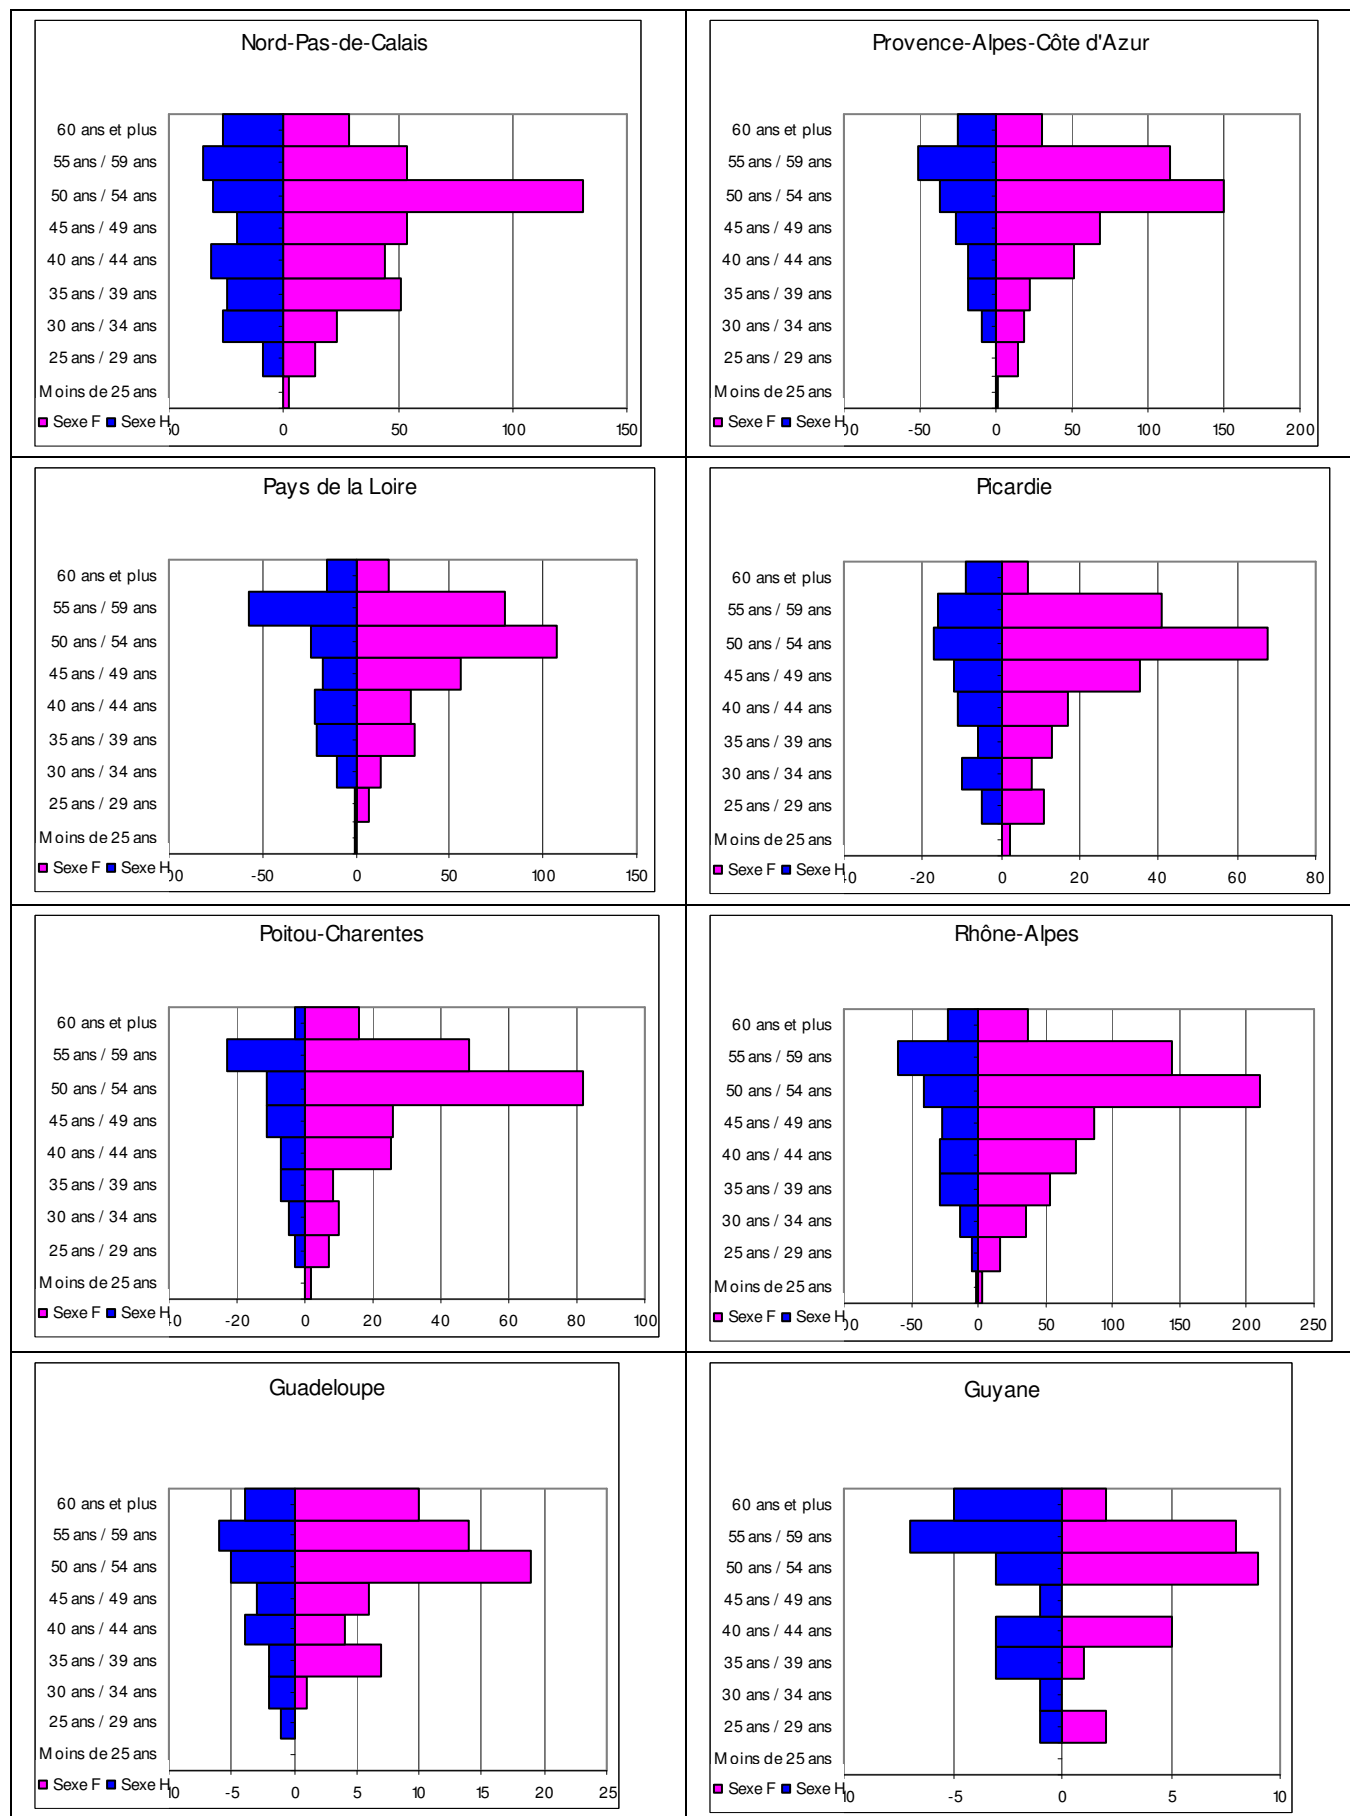 Nord-Pas-de-Calais
60 ans et plus
55 ans / 59 ans
50 ans / 54 ans
45 ans / 49 ans
40 ans / 44 ans
35 ans / 39 ans
30 ans / 34 ans
25 ans / 29 ans
Moins de 25 ans
Sexe F Sexe H
0 50 100 150
Provence-Alpes-Côte d'Azur
60 ans et plus
55 ans / 59 ans
50 ans / 54 ans
45 ans / 49 ans
40 ans / 44 ans
35 ans / 39 ans
30 ans / 34 ans
25 ans / 29 ans
Moins de 25 ans
Sexe F Sexe H
-50 0 50 100 150 200
Pays de la Loire
60 ans et plus
55 ans / 59 ans
50 ans / 54 ans
45 ans / 49 ans
40 ans / 44 ans
35 ans / 39 ans
30 ans / 34 ans
25 ans / 29 ans
Moins de 25 ans
Sexe F Sexe H
-50 0 50 100 150
Picardie
60 ans et plus
55 ans / 59 ans
50 ans / 54 ans
45 ans / 49 ans
40 ans / 44 ans
35 ans / 39 ans
30 ans / 34 ans
25 ans / 29 ans
Moins de 25 ans
Sexe F Sexe H
-20 0 20 40 60 80
Poitou-Charentes
60 ans et plus
55 ans / 59 ans
50 ans / 54 ans
45 ans / 49 ans
40 ans / 44 ans
35 ans / 39 ans
30 ans / 34 ans
25 ans / 29 ans
Moins de 25 ans
Sexe F Sexe H
-20 0 20 40 60 80 100
Rhône-Alpes
60 ans et plus
55 ans / 59 ans
50 ans / 54 ans
45 ans / 49 ans
40 ans / 44 ans
35 ans / 39 ans
30 ans / 34 ans
25 ans / 29 ans
Moins de 25 ans
Sexe F Sexe H
-50 0 50 100 150 200 250
Guadeloupe
60 ans et plus
55 ans / 59 ans
50 ans / 54 ans
45 ans / 49 ans
40 ans / 44 ans
35 ans / 39 ans
30 ans / 34 ans
25 ans / 29 ans
Moins de 25 ans
Sexe F Sexe H
-5 0 5 10 15 20 25
Guyane
60 ans et plus
55 ans / 59 ans
50 ans / 54 ans
45 ans / 49 ans
40 ans / 44 ans
35 ans / 39 ans
30 ans / 34 ans
25 ans / 29 ans
Moins de 25 ans
Sexe F Sexe H
-5 0 5 10